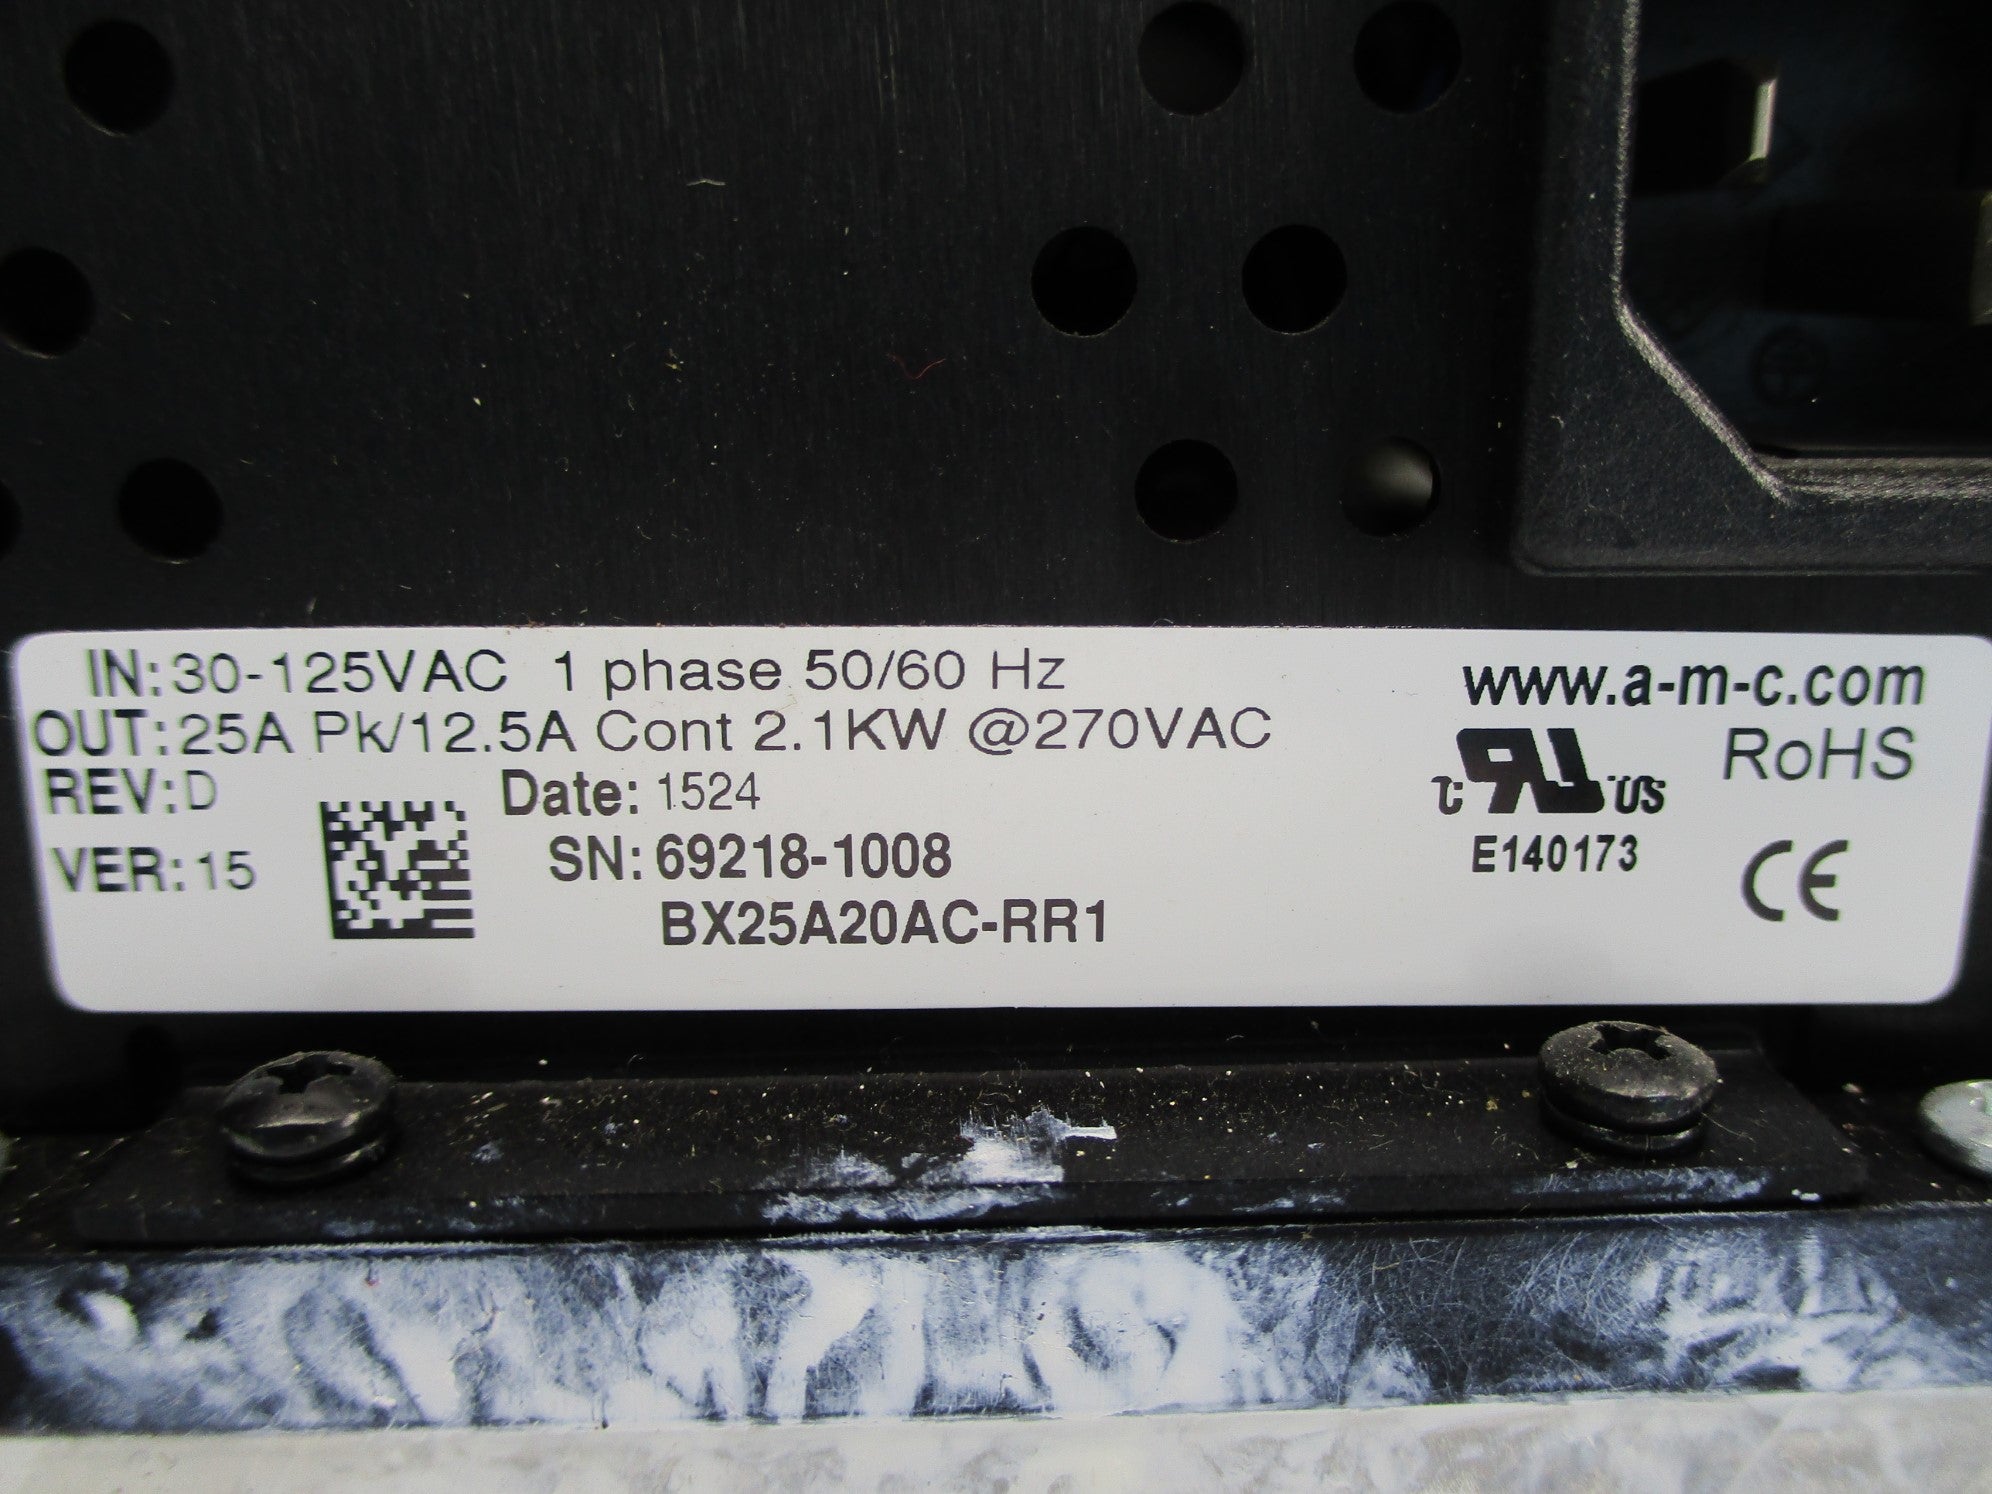 IN: 30-125VAC 1 phase 50/60 Hz
OUT: 25A Pk/12.5A Cont 2.1KW @270VAC
REV: D
Date: 1524
VER: 15
SN: 69218-1008
BX25A20AC-RR1
www.a-m-c.com
c RU US
RoHS
E140173
CE